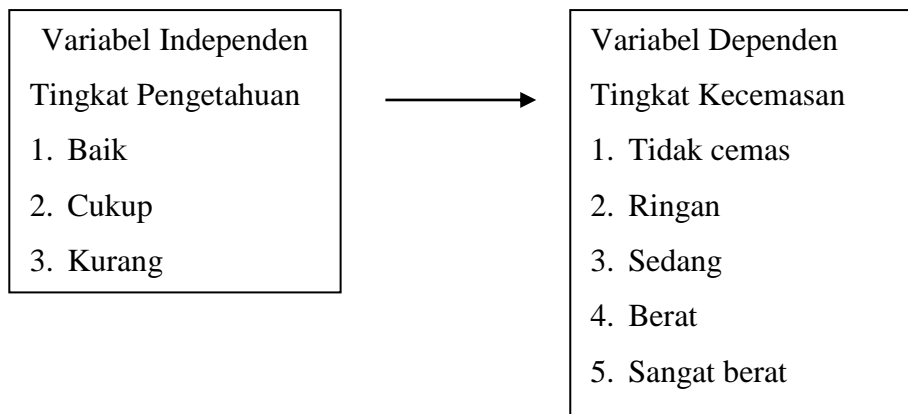 Variabel Independen
Tingkat Pengetahuan
1. Baik
2. Cukup
3. Kurang
Variabel Dependen
Tingkat Kecemasan
1. Tidak cemas
2. Ringan
3. Sedang
4. Berat
5. Sangat berat